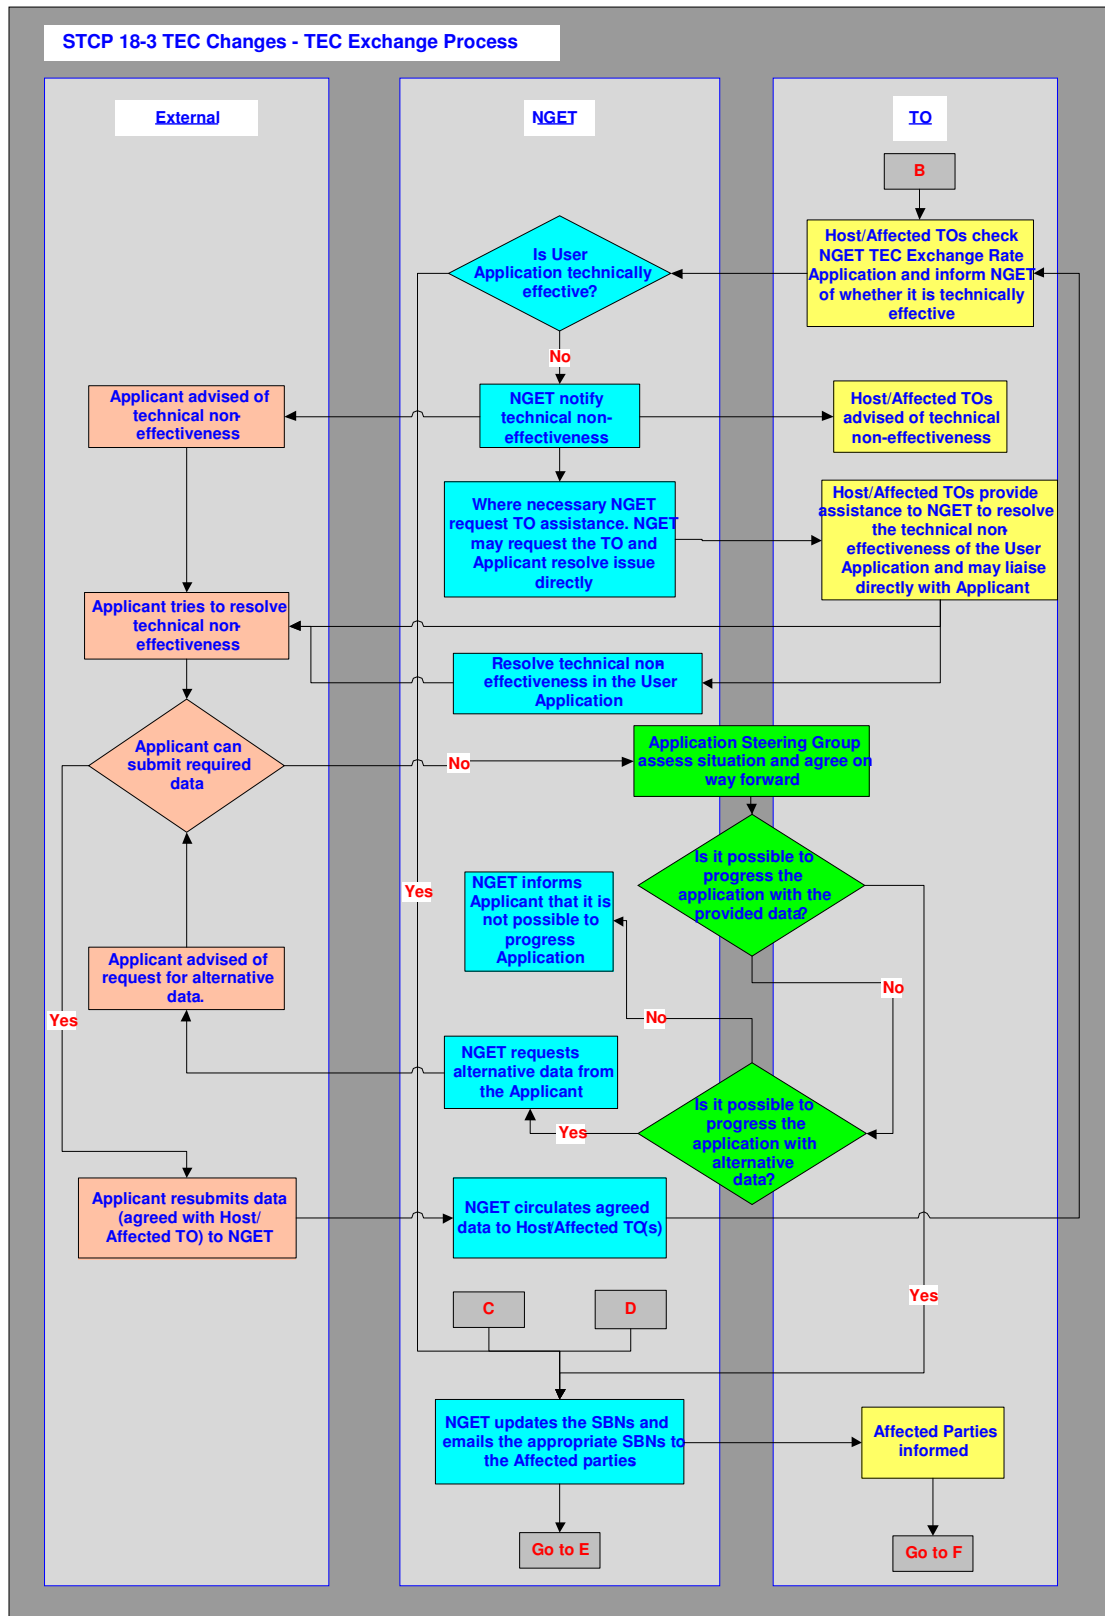 STCP 18-3 TEC Changes - TEC Exchange Process
External
NGET
TO
B
Host/Affected TOs check
NGET TEC Exchange Rate
Application and inform NGET
of whether it is technically
effective
Is User
Application technically
effective?
No
Applicant advised of
technical non-
effectiveness
NGET notify
technical non-
effectiveness
Host/Affected TOs
advised of technical
non-effectiveness
Where necessary NGET
request TO assistance. NGET
may request the TO and
Applicant resolve issue
directly
Host/Affected TOs provide
assistance to NGET to resolve
the technical non-
effectiveness of the User
Application and may liaise
directly with Applicant
Applicant tries to resolve
technical non-
effectiveness
Resolve technical non-
effectiveness in the User
Application
Applicant can
submit required
data
No
Application Steering Group
assess situation and agree on
way forward
Is it possible to
progress the
application with the
provided data?
Yes
NGET informs
Applicant that it is
not possible to
progress
Application
Applicant advised of
request for alternative
data.
No
Yes
No
NGET requests
alternative data from
the Applicant
Is it possible to
progress the
application with
alternative
data?
Yes
Applicant resubmits data
(agreed with Host/
Affected TO) to NGET
NGET circulates agreed
data to Host/Affected TO(s)
Yes
C
D
NGET updates the SBNs and
emails the appropriate SBNs to
the Affected parties
Affected Parties
informed
Go to E
Go to F